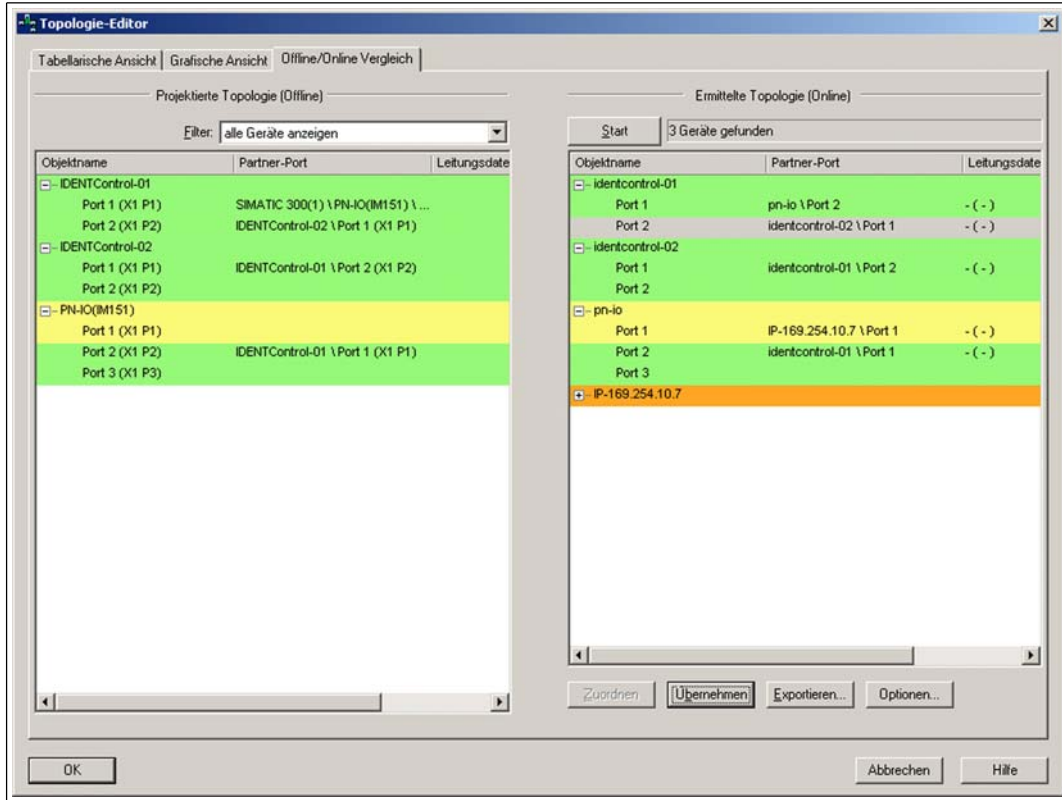 Topologie-Editor
Tabellarische Ansicht Grafische Ansicht Offline/Online Vergleich
Projektierte Topologie (Offline)
Filter: alle Geräte anzeigen
Objektname Partner-Port Leitungsdate
IDENTControl-01
Port 1 (X1 P1) SIMATIC 300(1) \ PN-IO(IM151) \ ...
Port 2 (X1 P2) IDENTControl-02 \ Port 1 (X1 P1)
IDENTControl-02
Port 1 (X1 P1) IDENTControl-01 \ Port 2 (X1 P2)
Port 2 (X1 P2)
PN-IO(IM151)
Port 1 (X1 P1)
Port 2 (X1 P2) IDENTControl-01 \ Port 1 (X1 P1)
Port 3 (X1 P3)
Ermittelte Topologie (Online)
Start 3 Geräte gefunden
Objektname Partner-Port Leitungsdate
identcontrol-01
Port 1 pn-io \ Port 2 - ( - )
Port 2 identcontrol-02 \ Port 1 - ( - )
identcontrol-02
Port 1 identcontrol-01 \ Port 2 - ( - )
Port 2
pn-io
Port 1 IP-169.254.10.7 \ Port 1 - ( - )
Port 2 identcontrol-01 \ Port 1 - ( - )
Port 3
IP-169.254.10.7
Zuordnen Übernehmen Exportieren... Optionen...
OK Abbrechen Hilfe